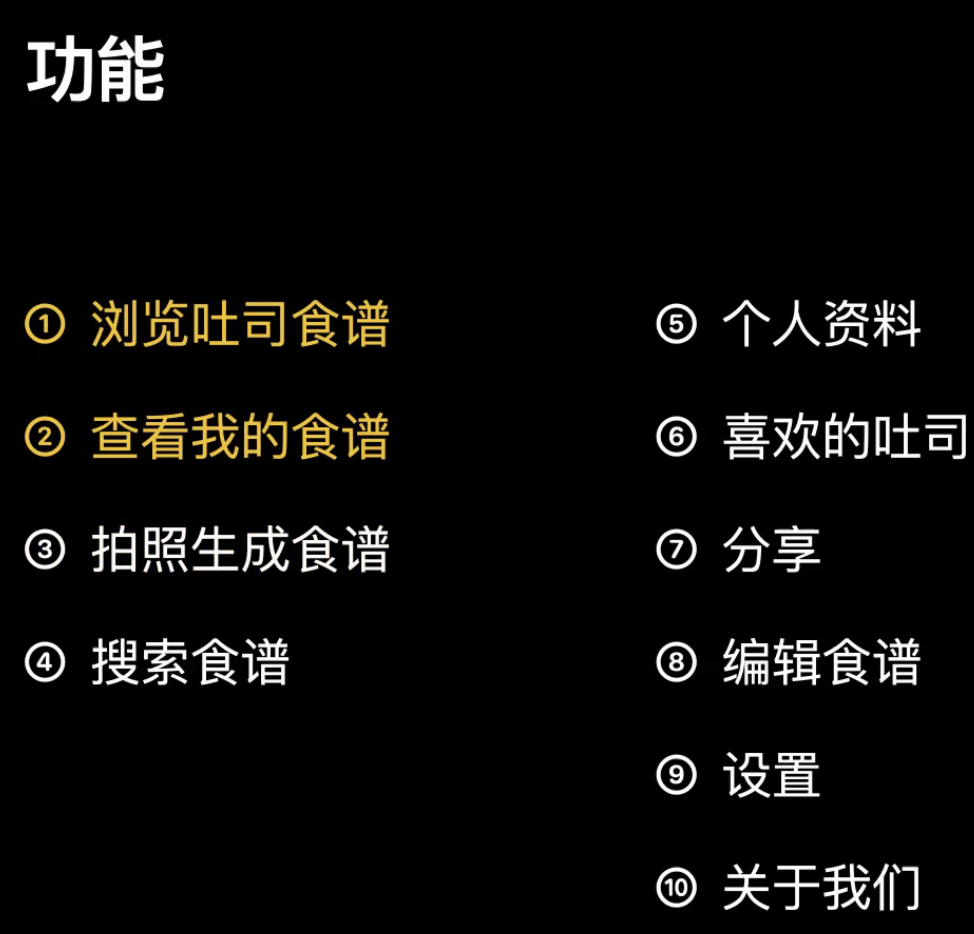 功能
① 浏览吐司食谱
② 查看我的食谱
③ 拍照生成食谱
④ 搜索食谱
⑤ 个人资料
⑥ 喜欢的吐司
⑦ 分享
⑧ 编辑食谱
⑨ 设置
⑩ 关于我们